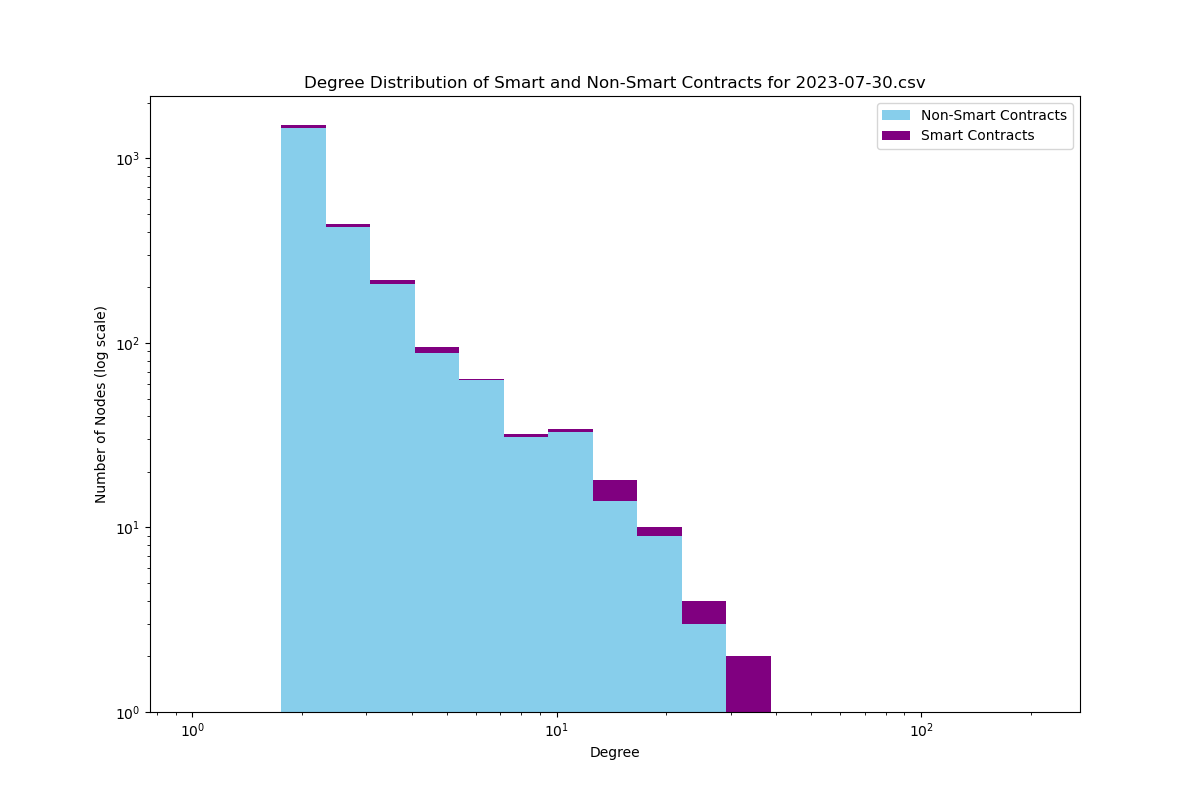 Degree Distribution of Smart and Non-Smart Contracts for 2023-07-30.csv
Non-Smart Contracts
Smart Contracts
Number of Nodes (log scale)
10³
10²
10¹
10⁰
10⁰ 10¹ 10²
Degree